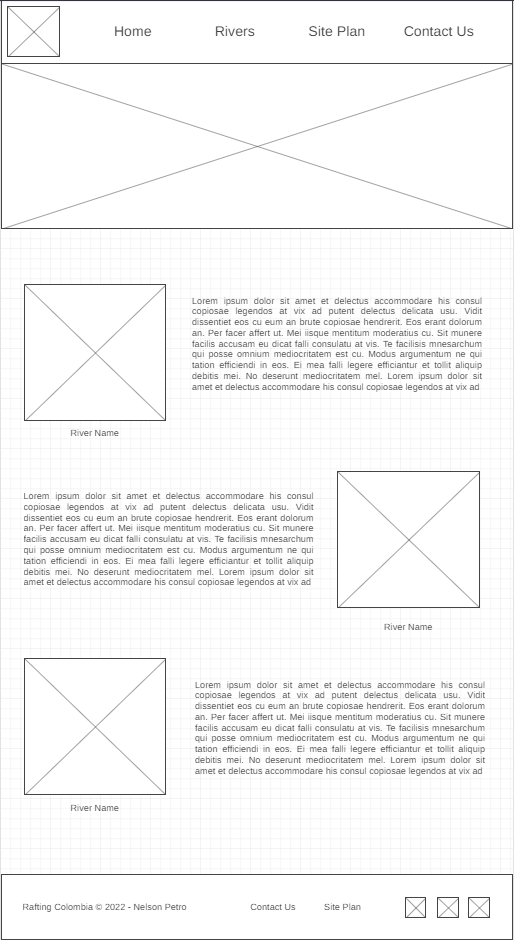 Home Rivers Site Plan Contact Us
Lorem ipsum dolor sit amet et delectus accommodare his consul
copiosae legendos at vix ad putent delectus delicata usu. Vidit
dissentiet eos cu eum an brute copiosae hendrerit. Eos erant dolorum
an. Per facer affert ut. Mei iisque mentitum moderatius cu. Sit munere
facilis accusam eu dicat falli consulatu at vis. Te facilisis mnesarchum
qui posse omnium mediocritatem est cu. Modus argumentum ne qui
tation efficiendi in eos. Ei mea falli legere efficiantur et tollit aliquip
debitis mei. No deserunt mediocritatem mel. Lorem ipsum dolor sit
amet et delectus accommodare his consul copiosae legendos at vix ad
River Name
Lorem ipsum dolor sit amet et delectus accommodare his consul
copiosae legendos at vix ad putent delectus delicata usu. Vidit
dissentiet eos cu eum an brute copiosae hendrerit. Eos erant dolorum
an. Per facer affert ut. Mei iisque mentitum moderatius cu. Sit munere
facilis accusam eu dicat falli consulatu at vis. Te facilisis mnesarchum
qui posse omnium mediocritatem est cu. Modus argumentum ne qui
tation efficiendi in eos. Ei mea falli legere efficiantur et tollit aliquip
debitis mei. No deserunt mediocritatem mel. Lorem ipsum dolor sit
amet et delectus accommodare his consul copiosae legendos at vix ad
River Name
Lorem ipsum dolor sit amet et delectus accommodare his consul
copiosae legendos at vix ad putent delectus delicata usu. Vidit
dissentiet eos cu eum an brute copiosae hendrerit. Eos erant dolorum
an. Per facer affert ut. Mei iisque mentitum moderatius cu. Sit munere
facilis accusam eu dicat falli consulatu at vis. Te facilisis mnesarchum
qui posse omnium mediocritatem est cu. Modus argumentum ne qui
tation efficiendi in eos. Ei mea falli legere efficiantur et tollit aliquip
debitis mei. No deserunt mediocritatem mel. Lorem ipsum dolor sit
amet et delectus accommodare his consul copiosae legendos at vix ad
River Name
Rafting Colombia © 2022 - Nelson Petro Contact Us Site Plan